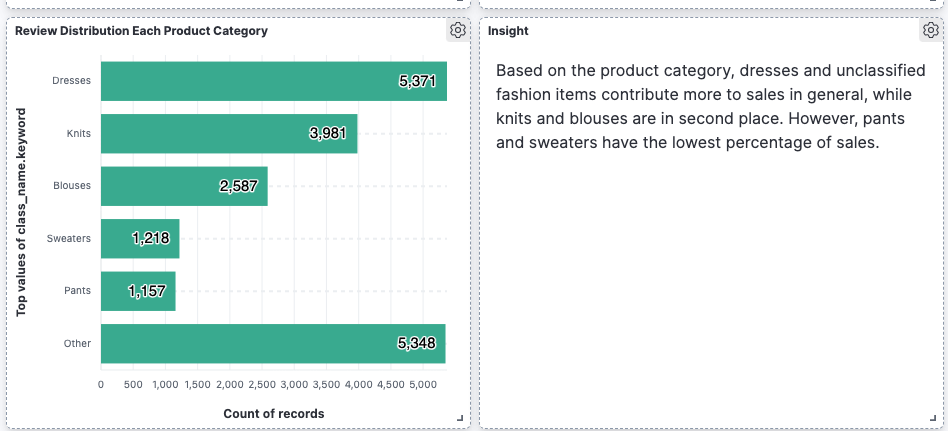 Review Distribution Each Product Category
Top values of class_name.keyword
Dresses
5,371
Knits
3,981
Blouses
2,587
Sweaters
1,218
Pants
1,157
Other
5,348
0 500 1,000 1,500 2,000 2,500 3,000 3,500 4,000 4,500 5,000
Count of records
Insight
Based on the product category, dresses and unclassified
fashion items contribute more to sales in general, while
knits and blouses are in second place. However, pants
and sweaters have the lowest percentage of sales.